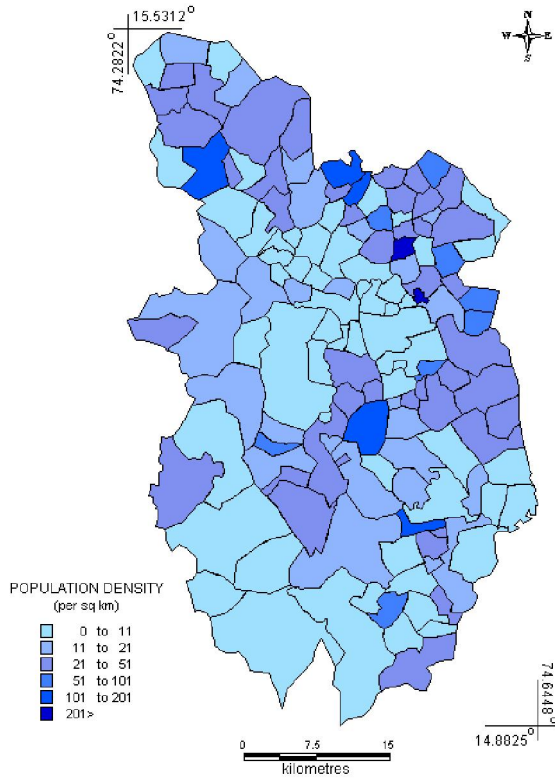 15.5312°
74.2822°
N
W E
S
POPULATION DENSITY
(per sq km)
0 to 11
11 to 21
21 to 51
51 to 101
101 to 201
201>
74.6448°
14.8825°
0 7.5 15
kilometres